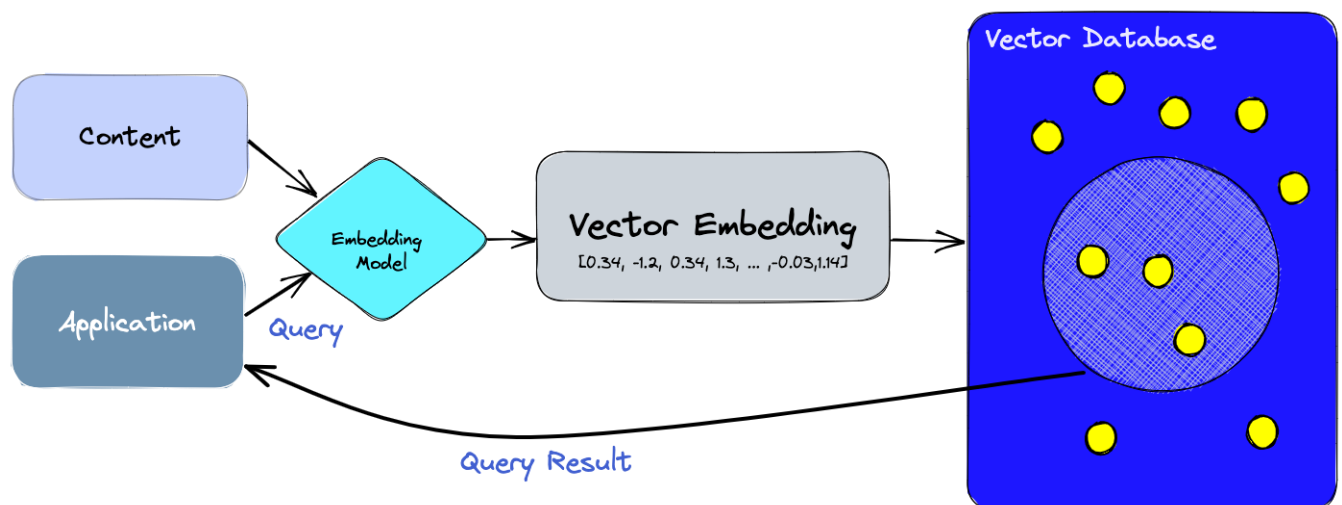 Vector Database
Content
Embedding
Model
Vector Embedding
[0.34, -1.2, 0.34, 1.3, ... ,-0.03,1.14]
Application
Query
Query Result